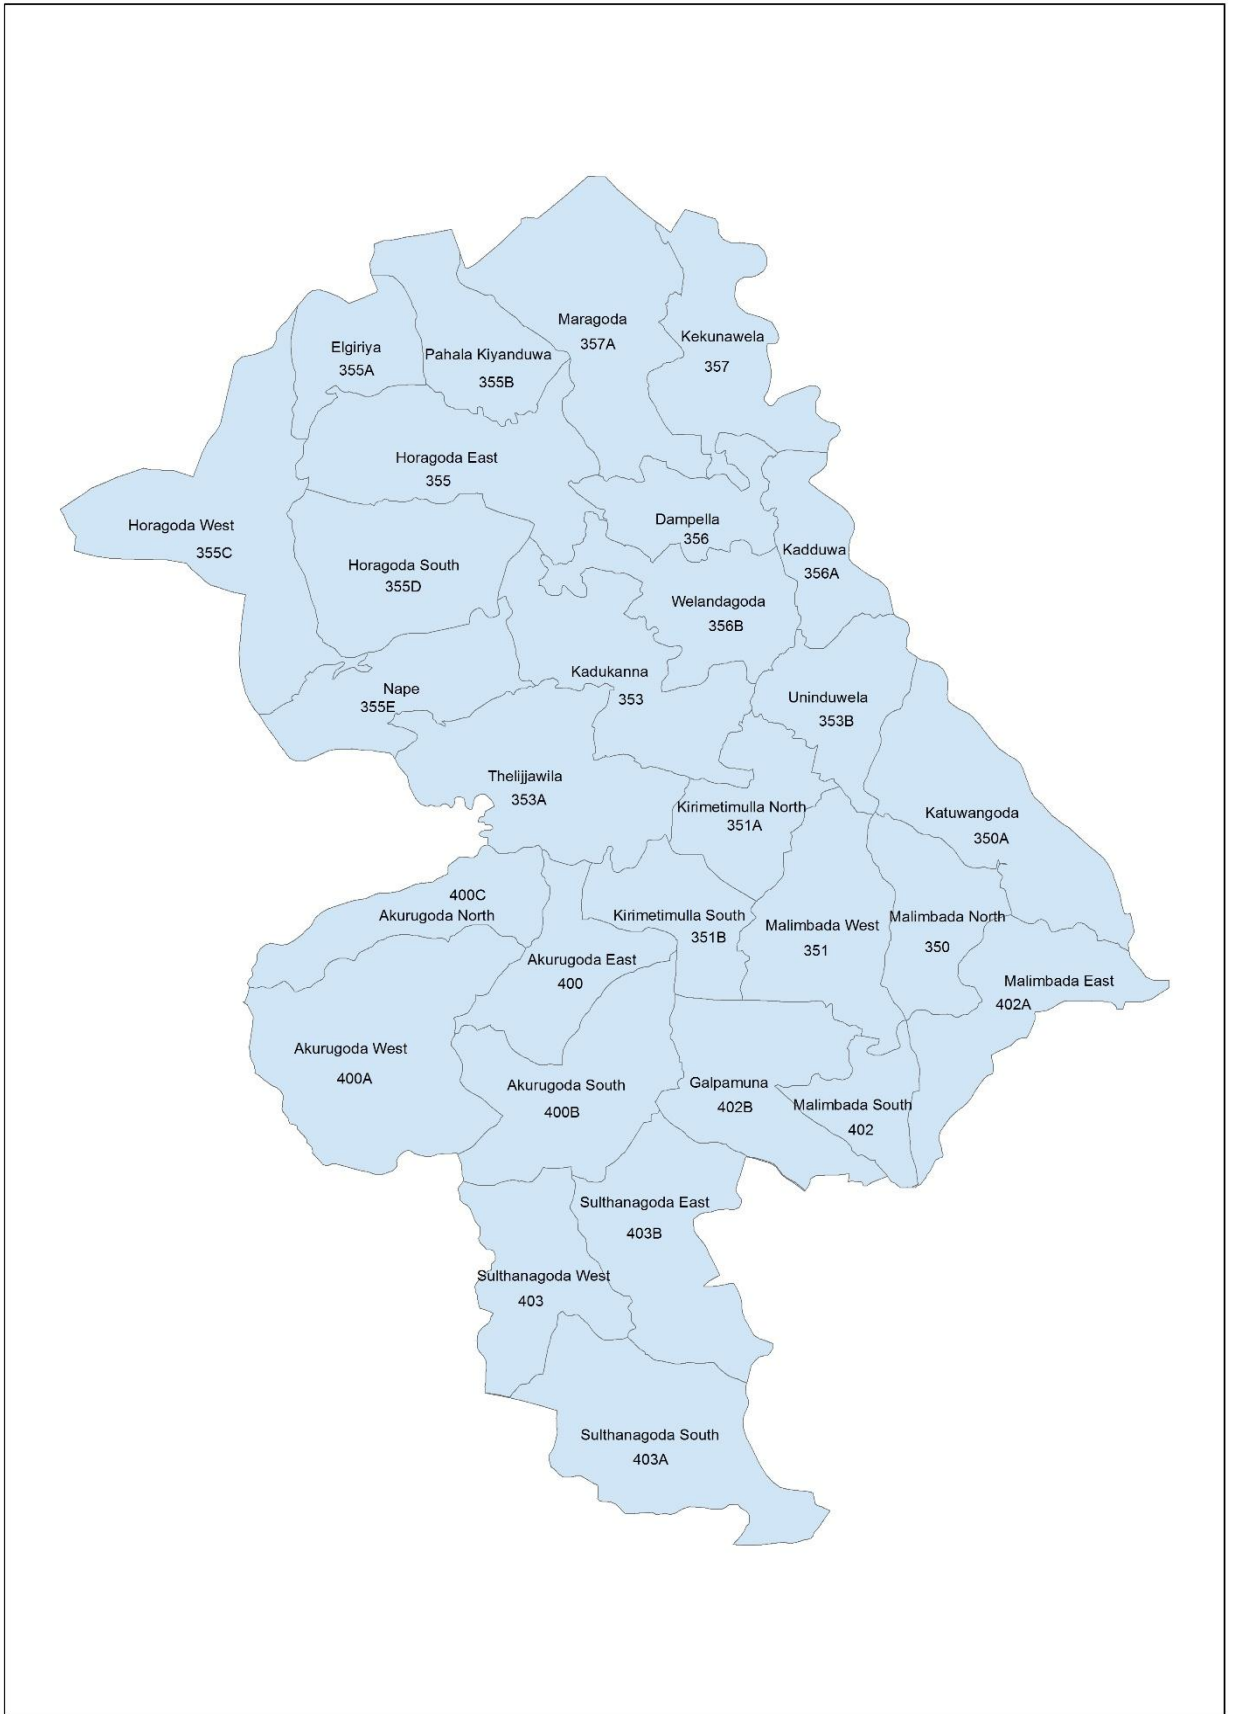 Maragoda
357A
Kekunawela
357
Elgiriya
355A
Pahala Kiyanduwa
355B
Horagoda East
355
Horagoda West
355C
Dampella
356
Kadduwa
356A
Horagoda South
355D
Welandagoda
356B
Kadukanna
353
Nape
355E
Uninduwela
353B
Thelijjawila
353A
Kirimetimulla North
351A
Katuwangoda
350A
400C
Akurugoda North
Kirimetimulla South
351B
Malimbada West
351
Malimbada North
350
Akurugoda East
400
Malimbada East
402A
Akurugoda West
400A
Akurugoda South
400B
Galpamuna
402B
Malimbada South
402
Sulthanagoda East
403B
Sulthanagoda West
403
Sulthanagoda South
403A